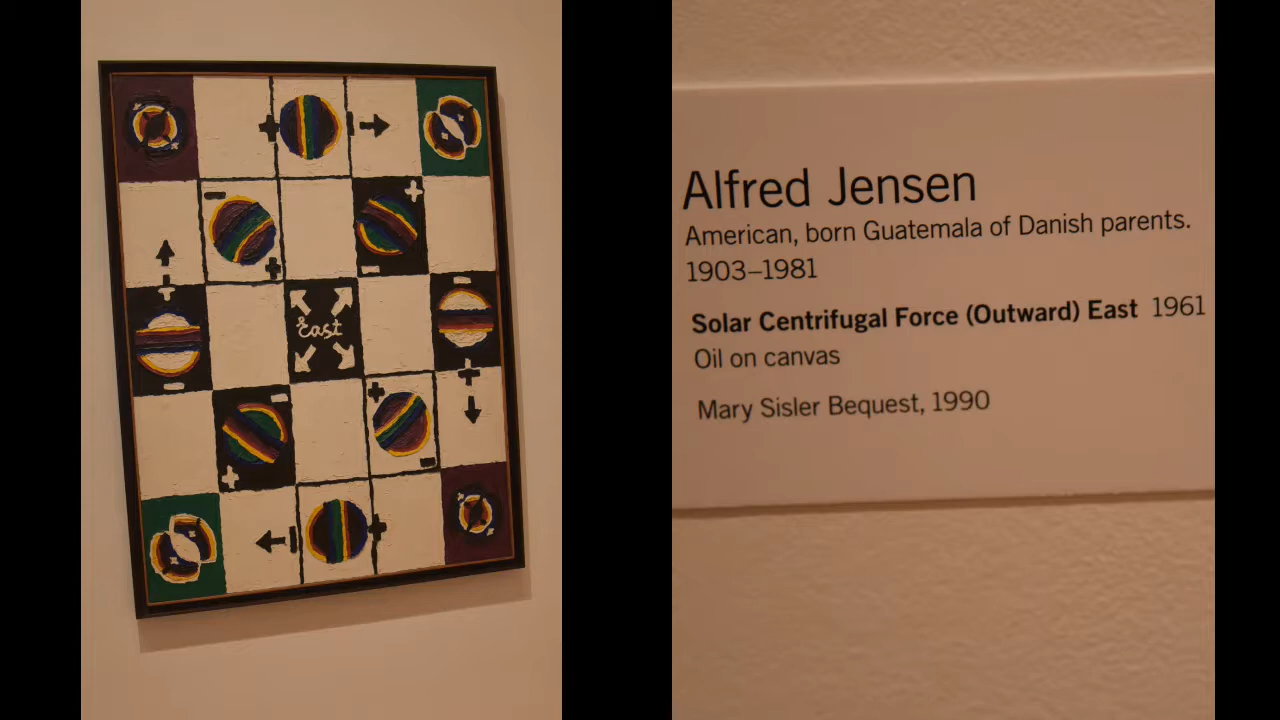 East
Alfred Jensen
American, born Guatemala of Danish parents.
1903–1981
Solar Centrifugal Force (Outward) East 1961
Oil on canvas
Mary Sisler Bequest, 1990